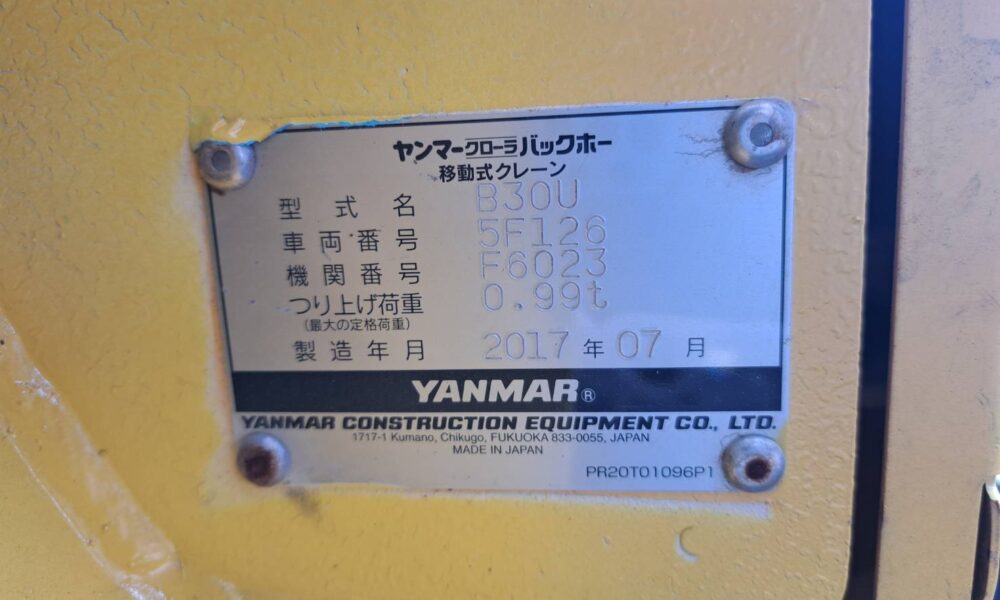 ヤンマークローラバックホー
移動式クレーン
型式名 B30U
車両番号 5F126
機関番号 F6023
つり上げ荷重 0.99t
(最大の定格荷重)
製造年月 2017年07月
YANMAR®
YANMAR CONSTRUCTION EQUIPMENT CO., LTD.
1717-1 Kumano, Chikugo, FUKUOKA 833-0055, JAPAN
MADE IN JAPAN
PR20T01096P1